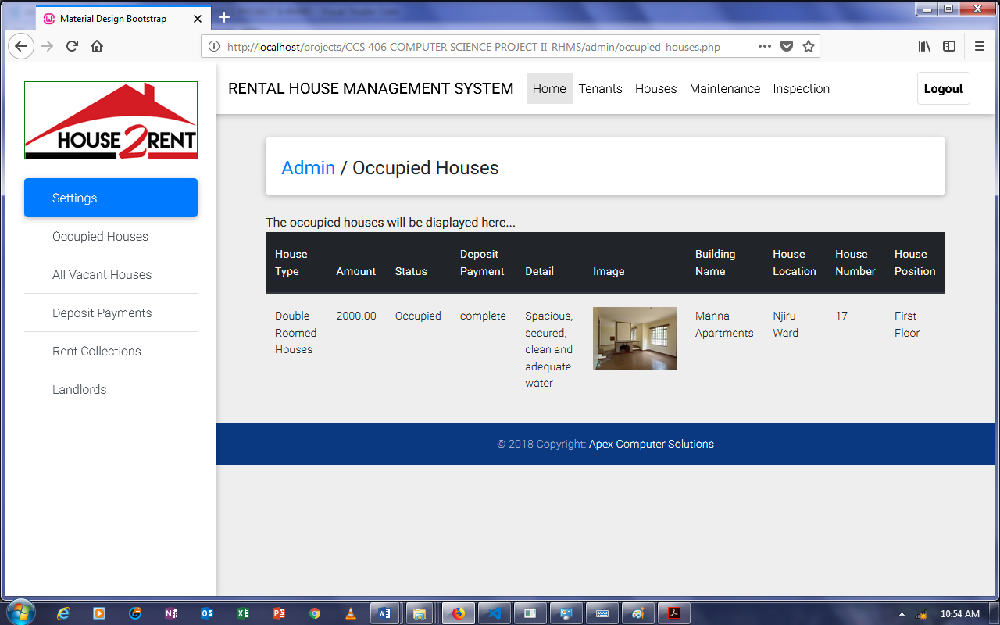 Material Design Bootstrap
http://localhost/projects/CCS 406 COMPUTER SCIENCE PROJECT II-RHMS/admin/occupied-houses.php
HOUSE 2 RENT
RENTAL HOUSE MANAGEMENT SYSTEM Home Tenants Houses Maintenance Inspection Logout
Settings
Occupied Houses
All Vacant Houses
Deposit Payments
Rent Collections
Landlords
Admin / Occupied Houses
The occupied houses will be displayed here...
House Type Amount Status Deposit Payment Detail Image Building Name House Location House Number House Position
Double Roomed Houses 2000.00 Occupied complete Spacious, secured, clean and adequate water Manna Apartments Njiru Ward 17 First Floor
© 2018 Copyright: Apex Computer Solutions
10:54 AM